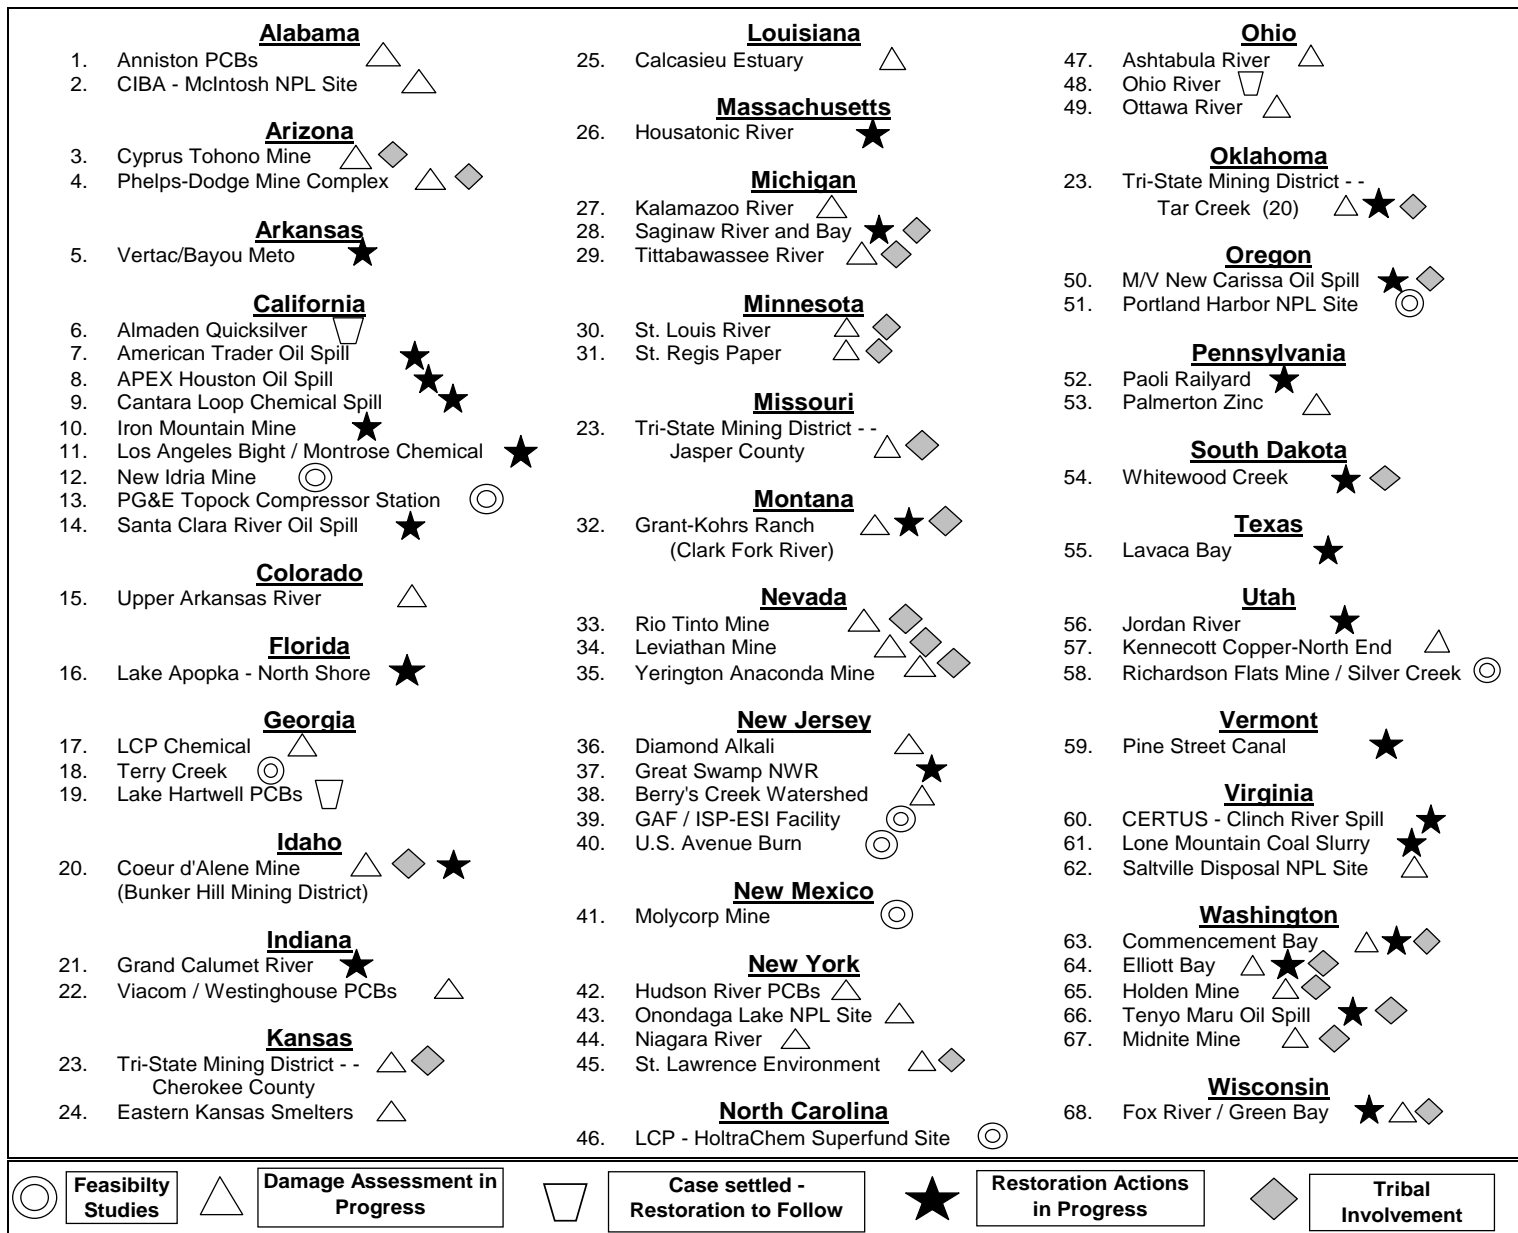 Alabama
1. Anniston PCBs
2. CIBA - McIntosh NPL Site
Arizona
3. Cyprus Tohono Mine
4. Phelps-Dodge Mine Complex
Arkansas
5. Vertac/Bayou Meto
California
6. Almaden Quicksilver
7. American Trader Oil Spill
8. APEX Houston Oil Spill
9. Cantara Loop Chemical Spill
10. Iron Mountain Mine
11. Los Angeles Bight / Montrose Chemical
12. New Idria Mine
13. PG&E Topock Compressor Station
14. Santa Clara River Oil Spill
Colorado
15. Upper Arkansas River
Florida
16. Lake Apopka - North Shore
Georgia
17. LCP Chemical
18. Terry Creek
19. Lake Hartwell PCBs
Idaho
20. Coeur d'Alene Mine
(Bunker Hill Mining District)
Indiana
21. Grand Calumet River
22. Viacom / Westinghouse PCBs
Kansas
23. Tri-State Mining District - -
Cherokee County
24. Eastern Kansas Smelters
Louisiana
25. Calcasieu Estuary
Massachusetts
26. Housatonic River
Michigan
27. Kalamazoo River
28. Saginaw River and Bay
29. Tittabawassee River
Minnesota
30. St. Louis River
31. St. Regis Paper
Missouri
23. Tri-State Mining District - -
Jasper County
Montana
32. Grant-Kohrs Ranch
(Clark Fork River)
Nevada
33. Rio Tinto Mine
34. Leviathan Mine
35. Yerington Anaconda Mine
New Jersey
36. Diamond Alkali
37. Great Swamp NWR
38. Berry's Creek Watershed
39. GAF / ISP-ESI Facility
40. U.S. Avenue Burn
New Mexico
41. Molycorp Mine
New York
42. Hudson River PCBs
43. Onondaga Lake NPL Site
44. Niagara River
45. St. Lawrence Environment
North Carolina
46. LCP - HoltraChem Superfund Site
Ohio
47. Ashtabula River
48. Ohio River
49. Ottawa River
Oklahoma
23. Tri-State Mining District - -
Tar Creek (20)
Oregon
50. M/V New Carissa Oil Spill
51. Portland Harbor NPL Site
Pennsylvania
52. Paoli Railyard
53. Palmerton Zinc
South Dakota
54. Whitewood Creek
Texas
55. Lavaca Bay
Utah
56. Jordan River
57. Kennecott Copper-North End
58. Richardson Flats Mine / Silver Creek
Vermont
59. Pine Street Canal
Virginia
60. CERTUS - Clinch River Spill
61. Lone Mountain Coal Slurry
62. Saltville Disposal NPL Site
Washington
63. Commencement Bay
64. Elliott Bay
65. Holden Mine
66. Tenyo Maru Oil Spill
67. Midnite Mine
Wisconsin
68. Fox River / Green Bay
Feasibilty
Studies
Damage Assessment in
Progress
Case settled -
Restoration to Follow
Restoration Actions
in Progress
Tribal
Involvement